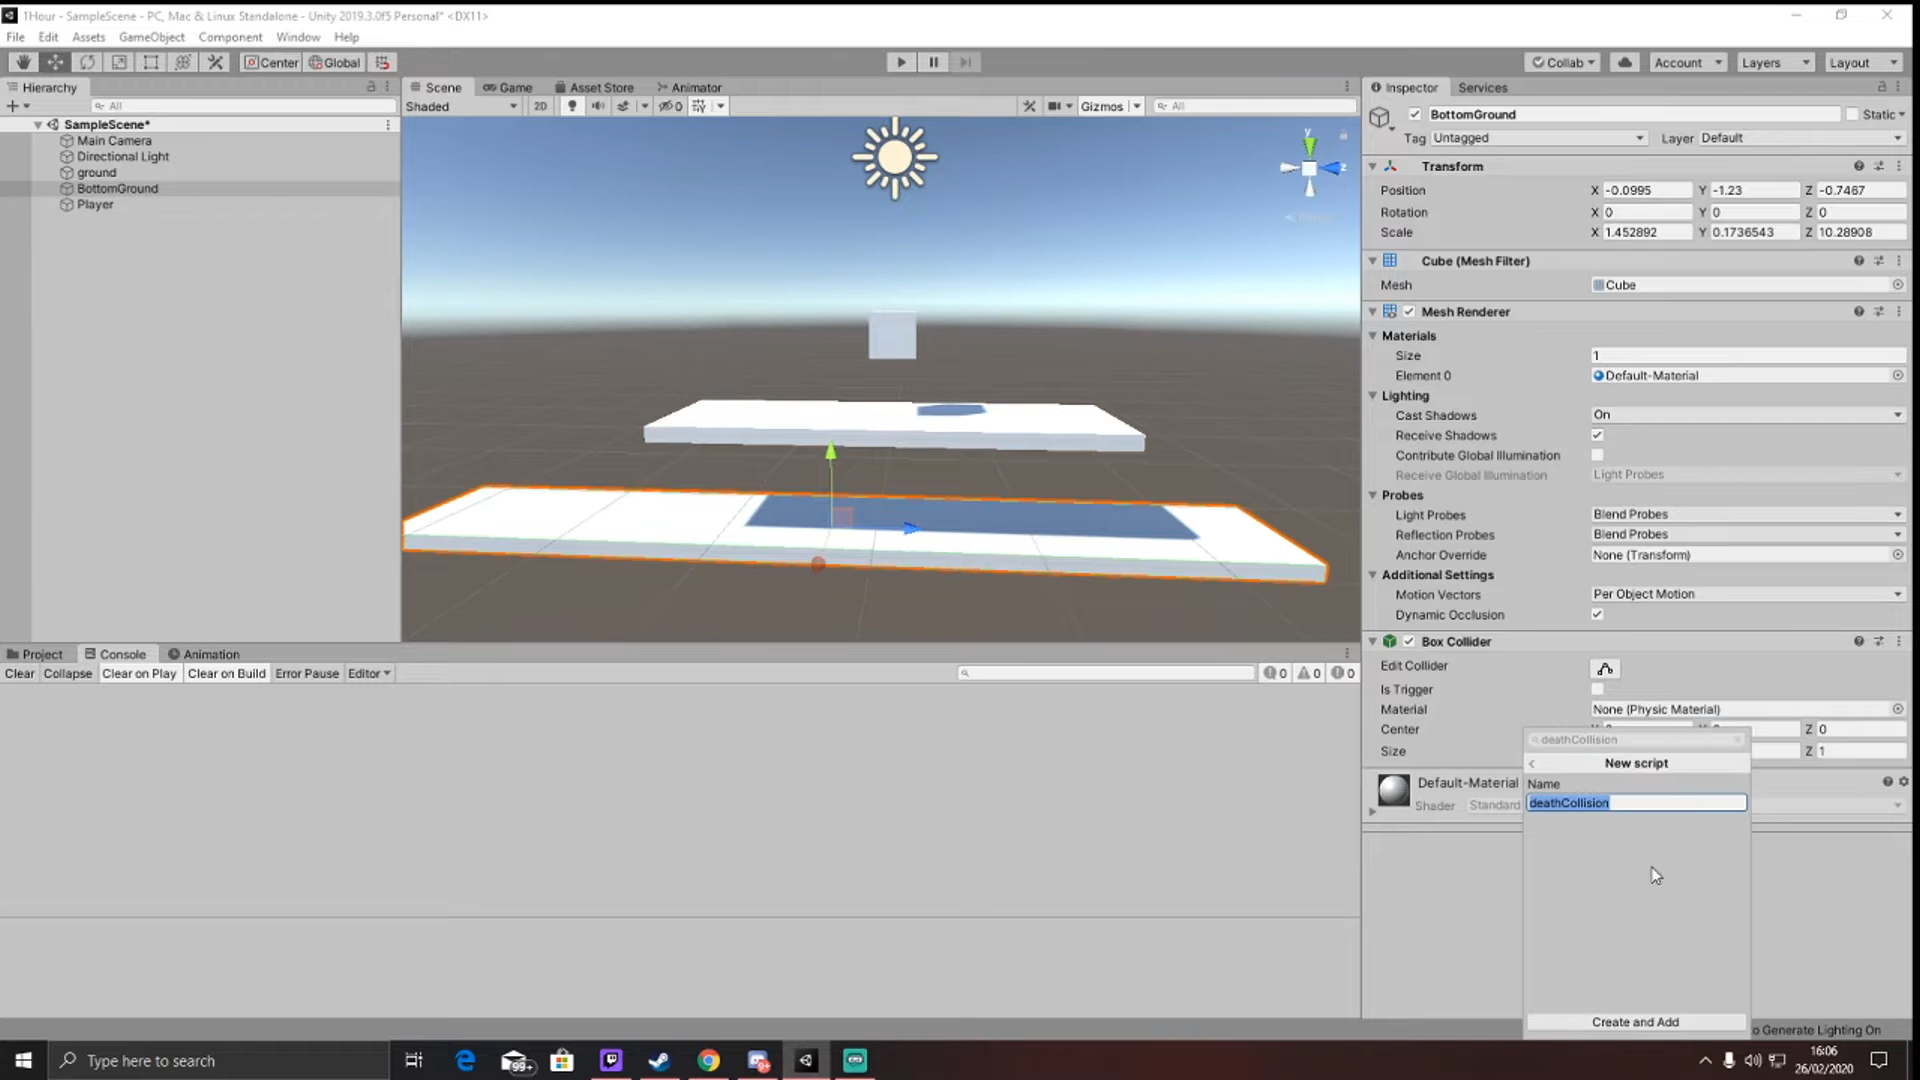 1Hour - SampleScene - PC, Mac & Linux Standalone - Unity 2019.3.0f5 Personal* <DX11>
File Edit Assets GameObject Component Window Help
Center Global Collab Account Layers Layout
Hierarchy
All
SampleScene*
Main Camera
Directional Light
ground
BottomGround
Player
Scene Game Asset Store Animator
Shaded 2D 0 Gizmos All
y
z
Project Console Animation
Clear Collapse Clear on Play Clear on Build Error Pause Editor 0 0 0
Inspector Services
BottomGround Static
Tag Untagged Layer Default
Transform
Position X -0.0995 Y -1.23 Z -0.7467
Rotation X 0 Y 0 Z 0
Scale X 1.452892 Y 0.1736543 Z 10.28908
Cube (Mesh Filter)
Mesh Cube
Mesh Renderer
Materials
Size 1
Element 0 Default-Material
Lighting
Cast Shadows On
Receive Shadows
Contribute Global Illumination
Receive Global Illumination Light Probes
Probes
Light Probes Blend Probes
Reflection Probes Blend Probes
Anchor Override None (Transform)
Additional Settings
Motion Vectors Per Object Motion
Dynamic Occlusion
Box Collider
Edit Collider
Is Trigger
Material None (Physic Material)
Center Z 0
Size Z 1
Default-Material
Shader Standard
deathCollision
New script
Name
deathCollision
Create and Add
o Generate Lighting On
Type here to search
99+
16:06
26/02/2020